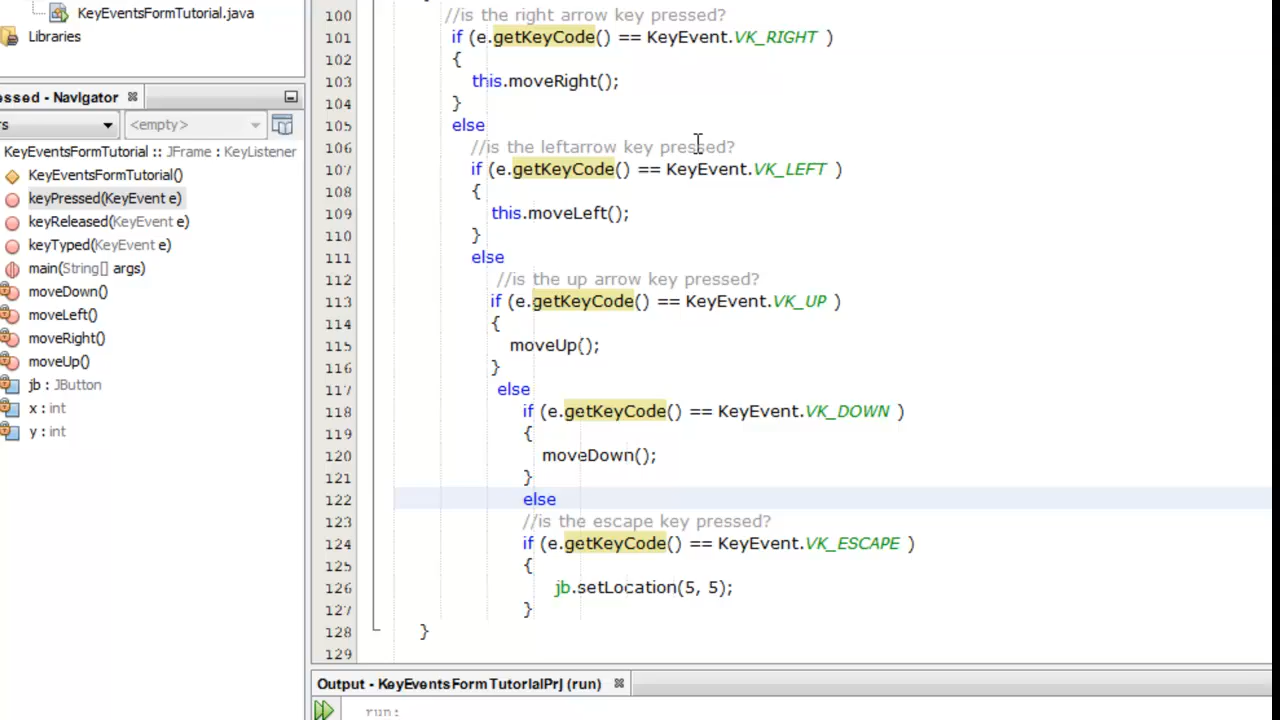 KeyEventsFormTutorial.java
Libraries
essed - Navigator
rs
<empty>
KeyEventsFormTutorial :: JFrame : KeyListener
KeyEventsFormTutorial()
keyPressed(KeyEvent e)
keyReleased(KeyEvent e)
keyTyped(KeyEvent e)
main(String[] args)
moveDown()
moveLeft()
moveRight()
moveUp()
jb : JButton
x : int
y : int
100 //is the right arrow key pressed?
101 if (e.getKeyCode() == KeyEvent.VK_RIGHT )
102 {
103 this.moveRight();
104 }
105 else
106 //is the leftarrow key pressed?
107 if (e.getKeyCode() == KeyEvent.VK_LEFT )
108 {
109 this.moveLeft();
110 }
111 else
112 //is the up arrow key pressed?
113 if (e.getKeyCode() == KeyEvent.VK_UP )
114 {
115 moveUp();
116 }
117 else
118 if (e.getKeyCode() == KeyEvent.VK_DOWN )
119 {
120 moveDown();
121 }
122 else
123 //is the escape key pressed?
124 if (e.getKeyCode() == KeyEvent.VK_ESCAPE )
125 {
126 jb.setLocation(5, 5);
127 }
128 }
129
Output - KeyEventsFormTutorialPrj (run)
run: